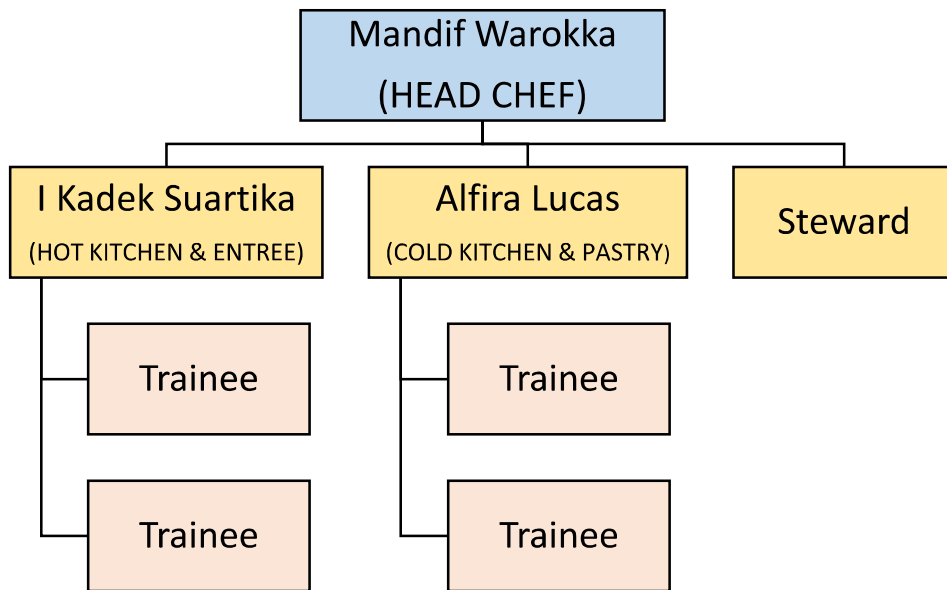 Mandif Warokka
(HEAD CHEF)
I Kadek Suartika
(HOT KITCHEN & ENTREE)
Alfira Lucas
(COLD KITCHEN & PASTRY)
Steward
Trainee
Trainee
Trainee
Trainee